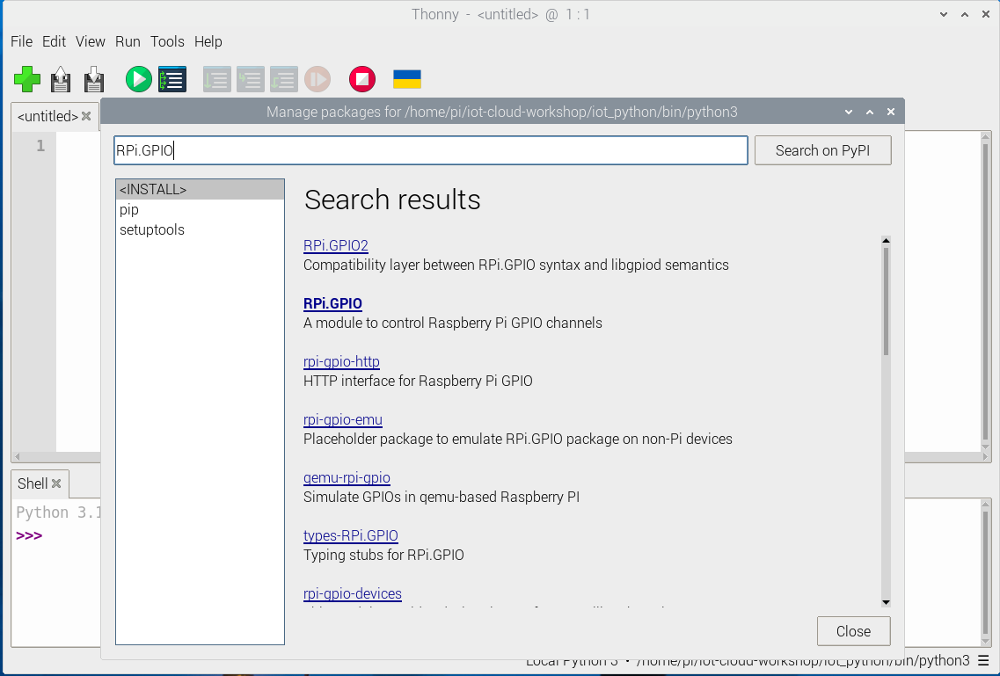 Thonny - <untitled> @ 1 : 1
File Edit View Run Tools Help
<untitled>
Manage packages for /home/pi/iot-cloud-workshop/iot_python/bin/python3
1
RPi.GPIO
Search on PyPI
<INSTALL>
pip
setuptools
Search results
RPi.GPIO2
Compatibility layer between RPi.GPIO syntax and libgpiod semantics
RPi.GPIO
A module to control Raspberry Pi GPIO channels
rpi-gpio-http
HTTP interface for Raspberry Pi GPIO
rpi-gpio-emu
Placeholder package to emulate RPi.GPIO package on non-Pi devices
qemu-rpi-gpio
Simulate GPIOs in qemu-based Raspberry PI
types-RPi.GPIO
Typing stubs for RPi.GPIO
rpi-gpio-devices
Shell
Python 3.1
>>>
Close
Local Python 3 • /home/pi/iot-cloud-workshop/iot_python/bin/python3